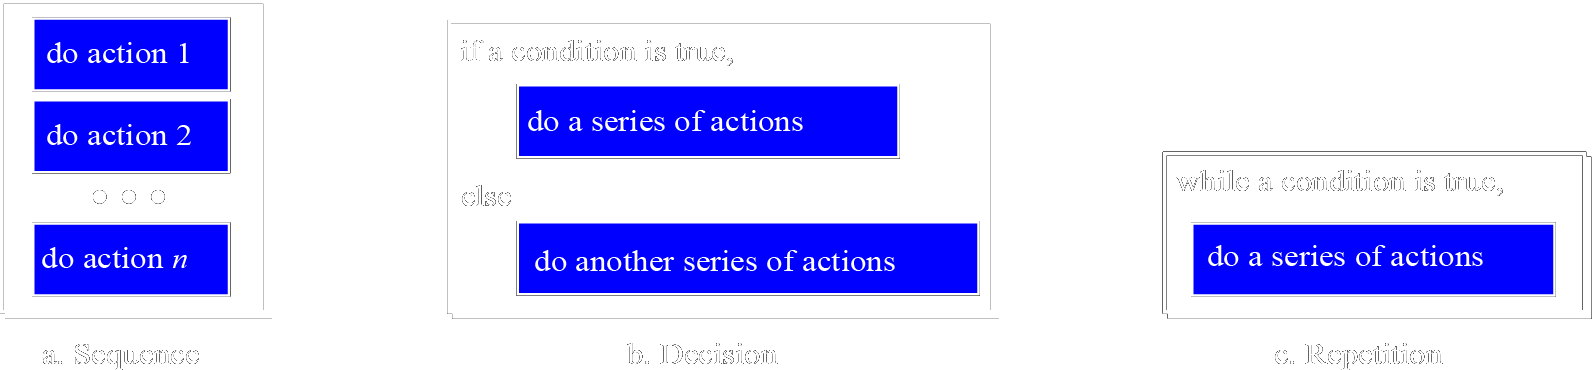 do action 1
do action 2
do action n
a. Sequence
if a condition is true,
do a series of actions
else
do another series of actions
b. Decision
while a condition is true,
do a series of actions
c. Repetition